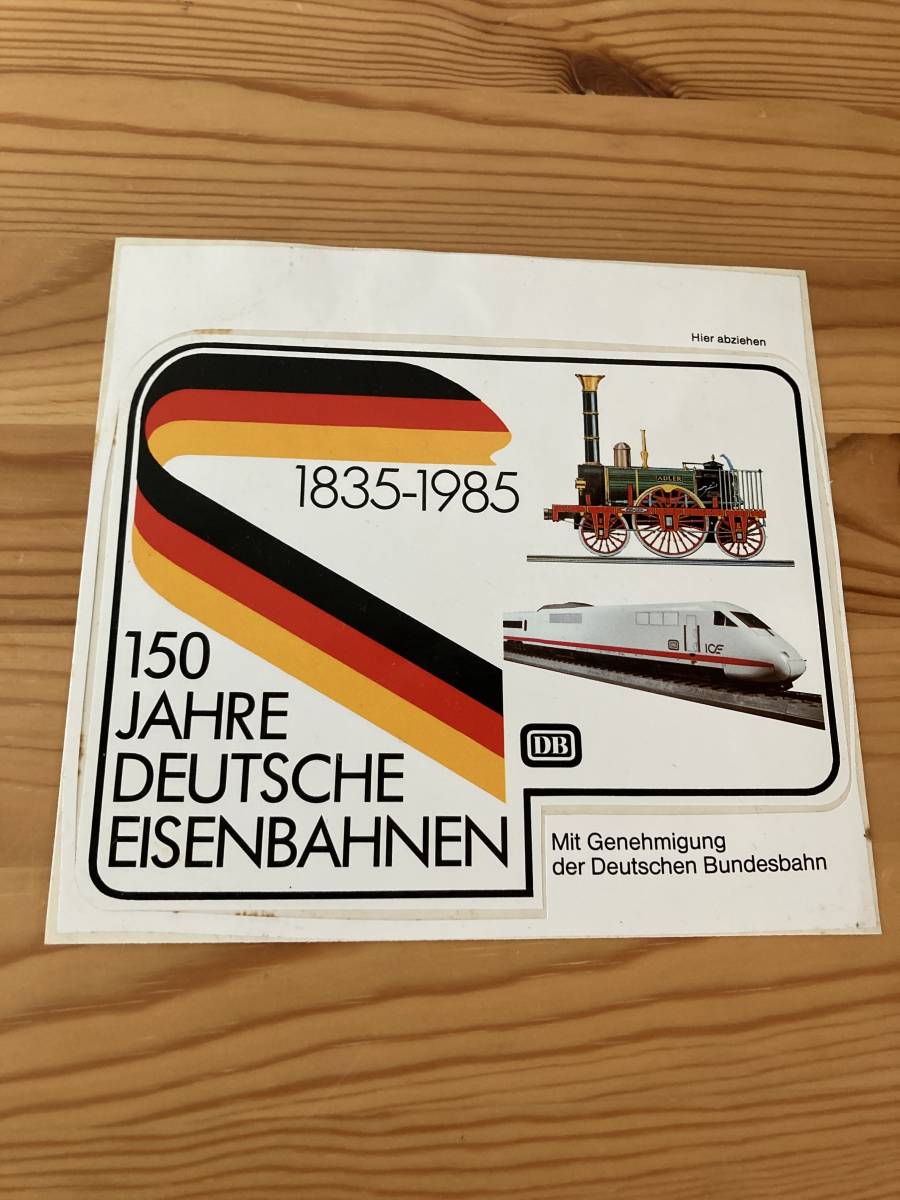 Hier abziehen
1835-1985
ADLER
150
JAHRE
DEUTSCHE
EISENBAHNEN
ICE
DB
Mit Genehmigung
der Deutschen Bundesbahn